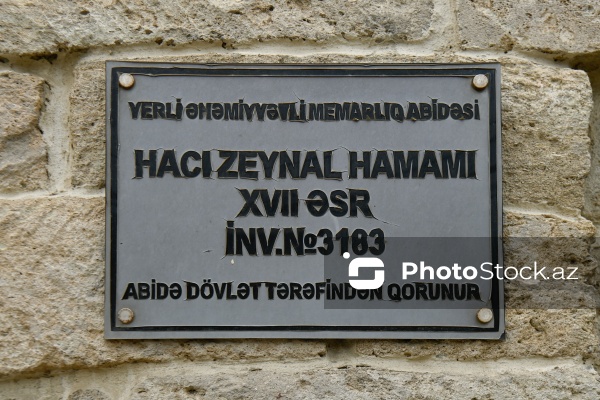 YERLİ ƏHƏMİYYƏTLİ MEMARLIQ ABİDƏSİ
HACI ZEYNAL HAMAMI
XVII ƏSR
İNV.№3183
PhotoStock.az
ABİDƏ DÖVLƏT TƏRƏFİNDƏN QORUNUR